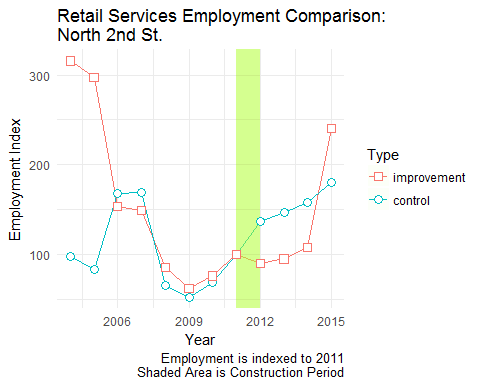 Retail Services Employment Comparison:
North 2nd St.
Employment Index
300
200
100
2006
2009
2012
2015
Year
Type
improvement
control
Employment is indexed to 2011
Shaded Area is Construction Period